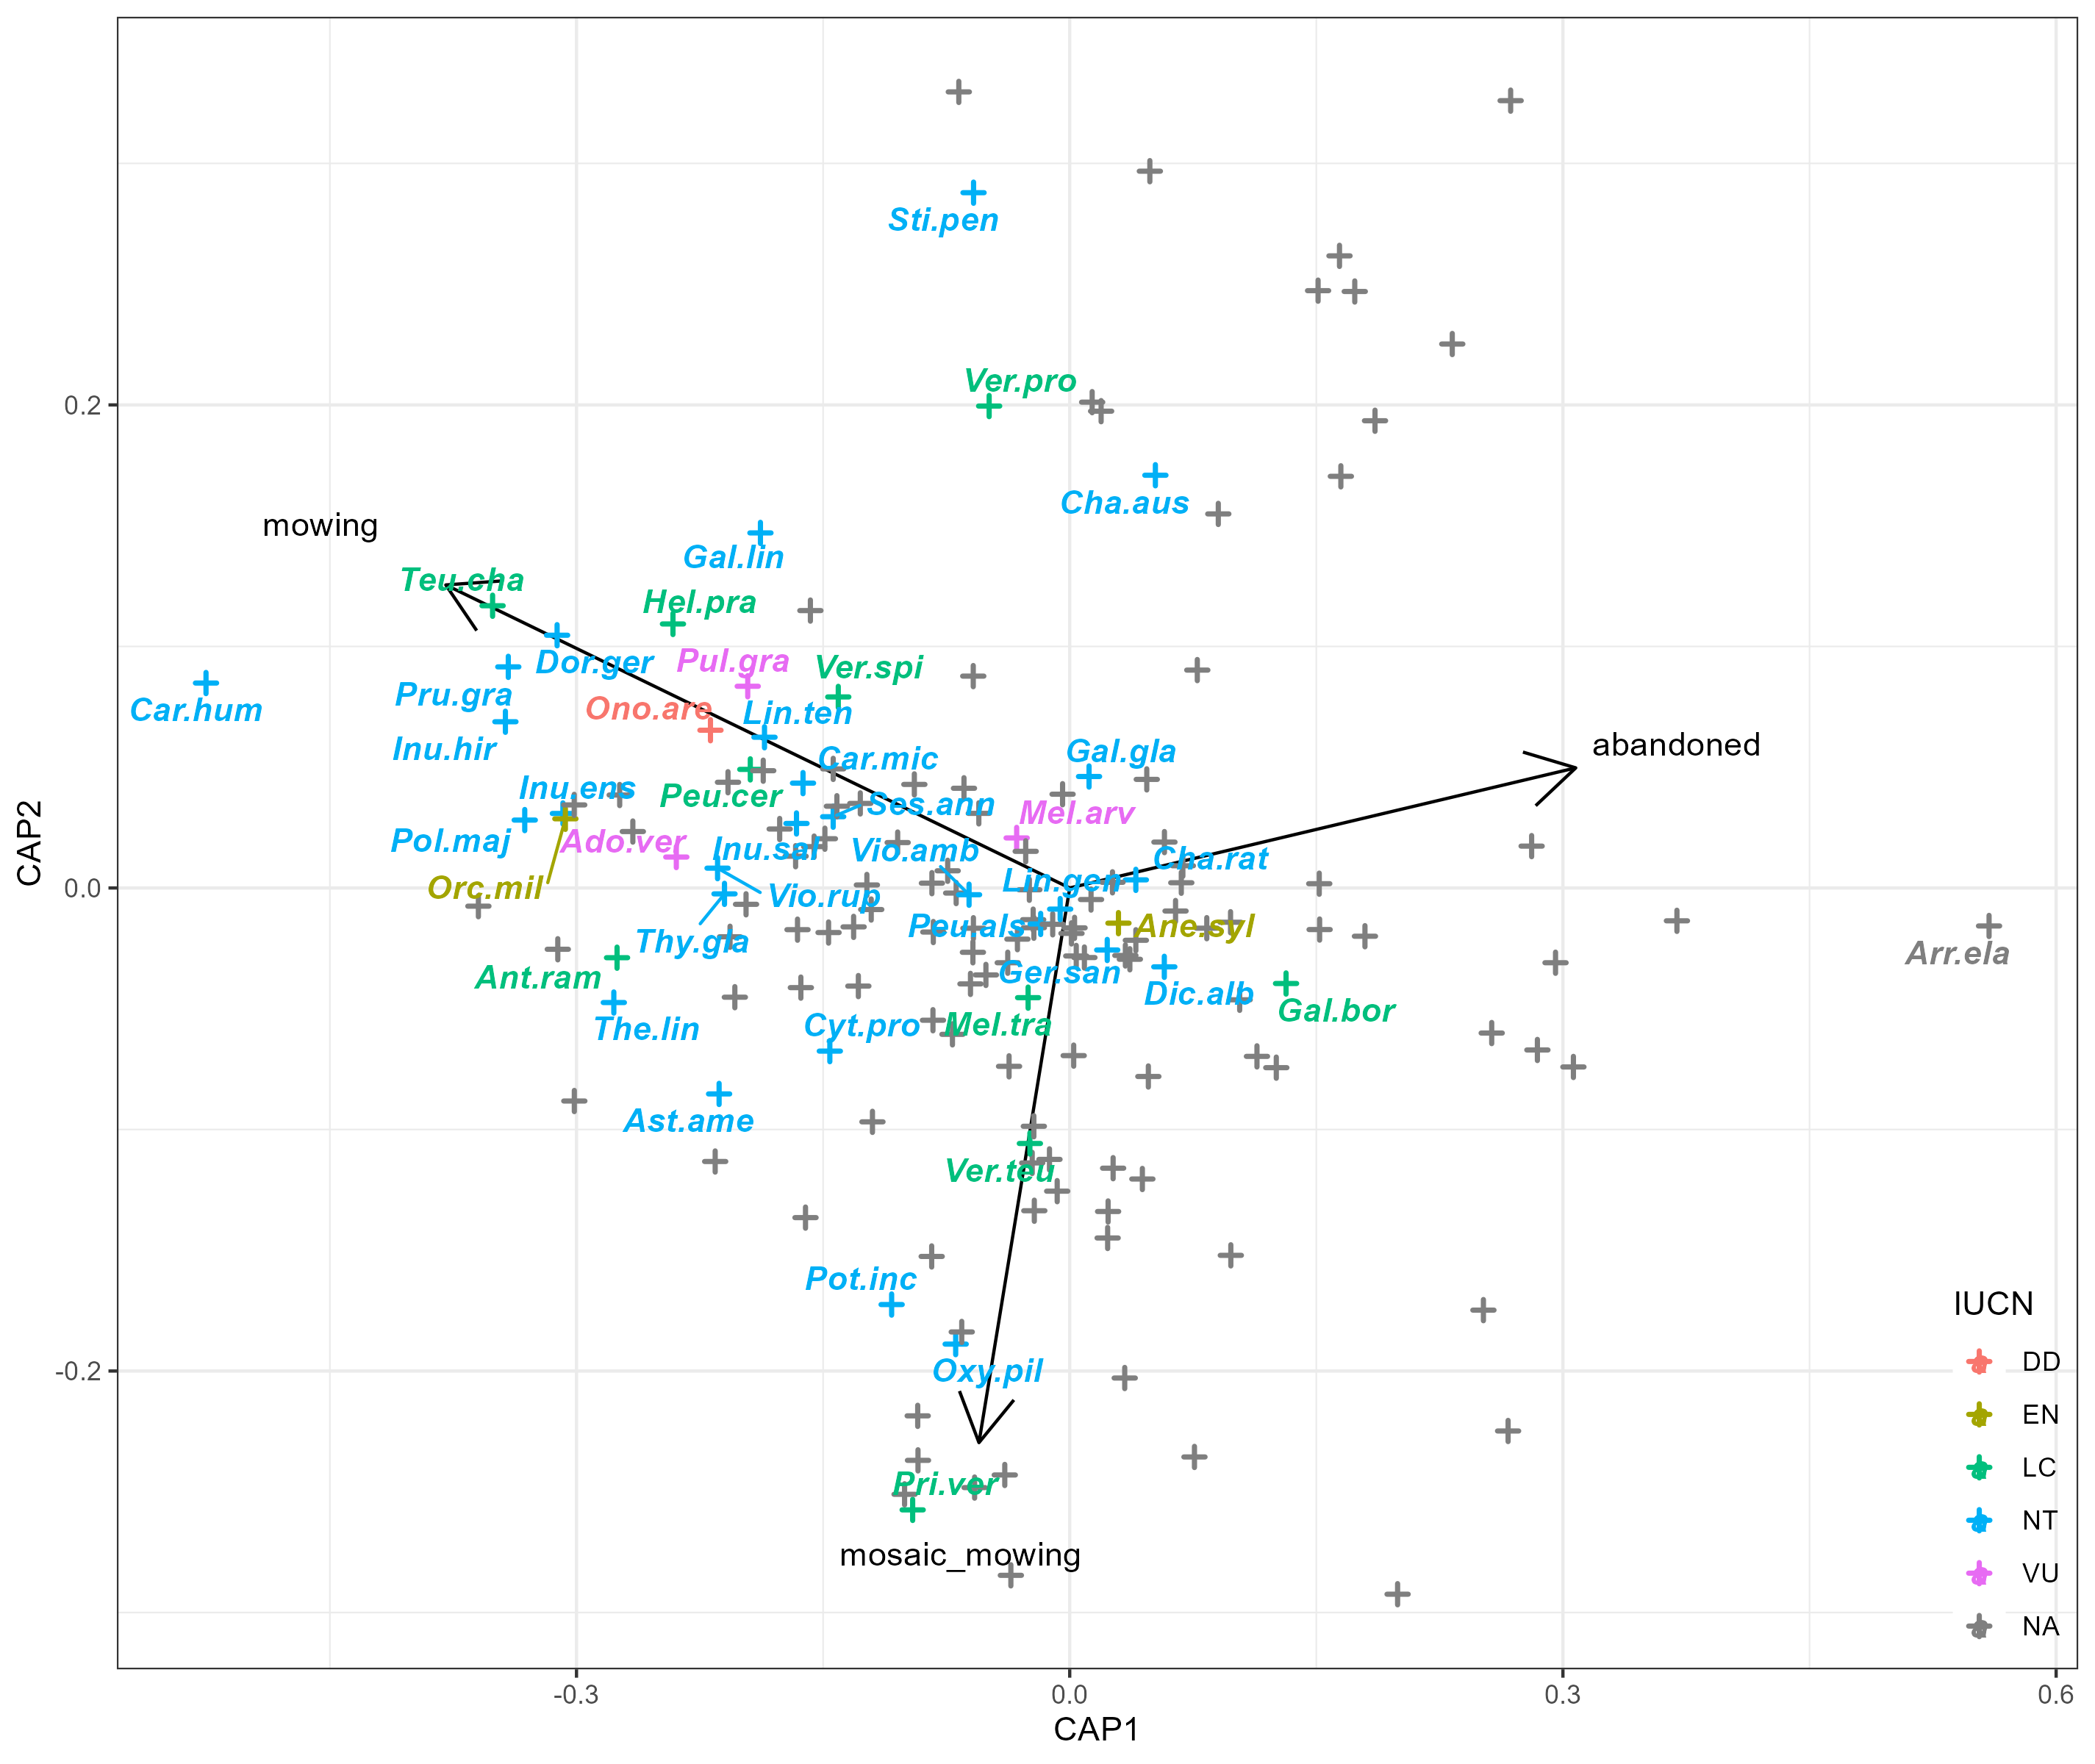 Sti.pen
Ver.pro
0.2
Cha.aus
mowing
Gal.lin
Teu.cha
Hel.pra
Dor.ger
Pul.gra
Ver.spi
Pru.gra
Car.hum
Ono.are
Lin.ten
Inu.hir
abandoned
Gal.gla
Car.mic
Inu.ens
Peu.cer
Ses.ann
Mel.arv
Pol.maj
Ado.ver
Inu.sal
Vio.amb
Cha.rat
CAP2
0.0
Orc.mil
Lin.gen
Vio.rup
Peu.als
Ane.syl
Thy.gla
Arr.ela
Ant.ram
Ger.san
Dic.alb
Gal.bor
The.lin
Cyt.pro
Mel.tra
Ast.ame
Ver.teu
Pot.inc
-0.2
Oxy.pil
Pri.ver
mosaic_mowing
IUCN
DD
EN
LC
NT
VU
NA
-0.3
0.0
0.3
0.6
CAP1